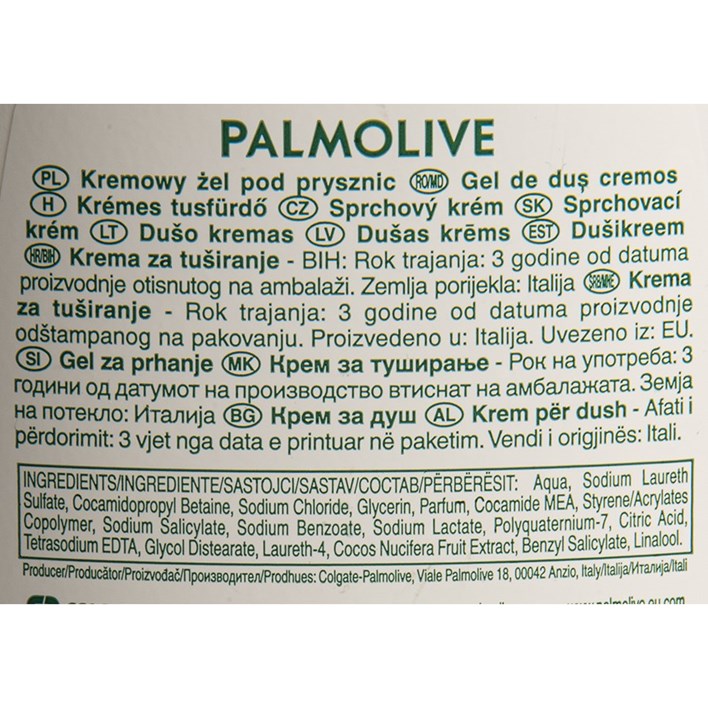 PALMOLIVE
PL Kremowy żel pod prysznic RO/MD Gel de duș cremos
H Krémes tusfürdő CZ Sprchový krém SK Sprchovací
krém LT Dušo kremas LV Dušas krēms EST Dušikreem
HR/BIH Krema za tuširanje - BIH: Rok trajanja: 3 godine od datuma
proizvodnje otisnutog na ambalaži. Zemlja porijekla: Italija SRB&MNE Krema
za tuširanje - Rok trajanja: 3 godine od datuma proizvodnje
odštampanog na pakovanju. Proizvedeno u: Italija. Uvezeno iz: EU.
SI Gel za prhanje MK Крем за туширање - Рок на употреба: 3
години од датумот на производство втиснат на амбалажата. Земја
на потекло: Италија BG Крем за душ AL Krem për dush - Afati i
përdorimit: 3 vjet nga data e printuar në paketim. Vendi i origjinës: Itali.
INGREDIENTS/INGREDIENTE/SASTOJCI/SASTAV/СОСТАВ/PËRBËRËSIT: Aqua, Sodium Laureth
Sulfate, Cocamidopropyl Betaine, Sodium Chloride, Glycerin, Parfum, Cocamide MEA, Styrene/Acrylates
Copolymer, Sodium Salicylate, Sodium Benzoate, Sodium Lactate, Polyquaternium-7, Citric Acid,
Tetrasodium EDTA, Glycol Distearate, Laureth-4, Cocos Nucifera Fruit Extract, Benzyl Salicylate, Linalool.
Producer/Producător/Proizvođač/Производител/Prodhues: Colgate-Palmolive, Viale Palmolive 18, 00042 Anzio, Italy/Italija/Италија/Itali
www.palmolive.eu.com